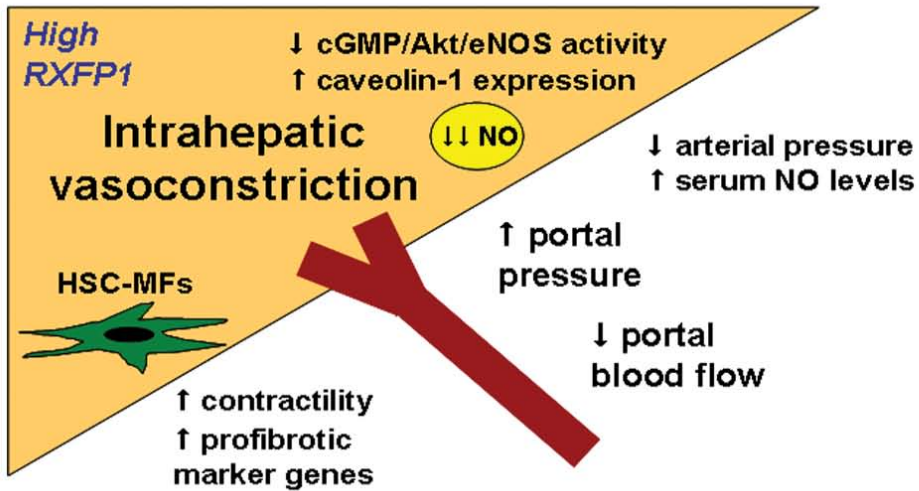 High
RXFP1
↓ cGMP/Akt/eNOS activity
↑ caveolin-1 expression
Intrahepatic
vasoconstriction
↓↓ NO
↓ arterial pressure
↑ serum NO levels
↑ portal
pressure
HSC-MFs
↓ portal
blood flow
↑ contractility
↑ profibrotic
marker genes